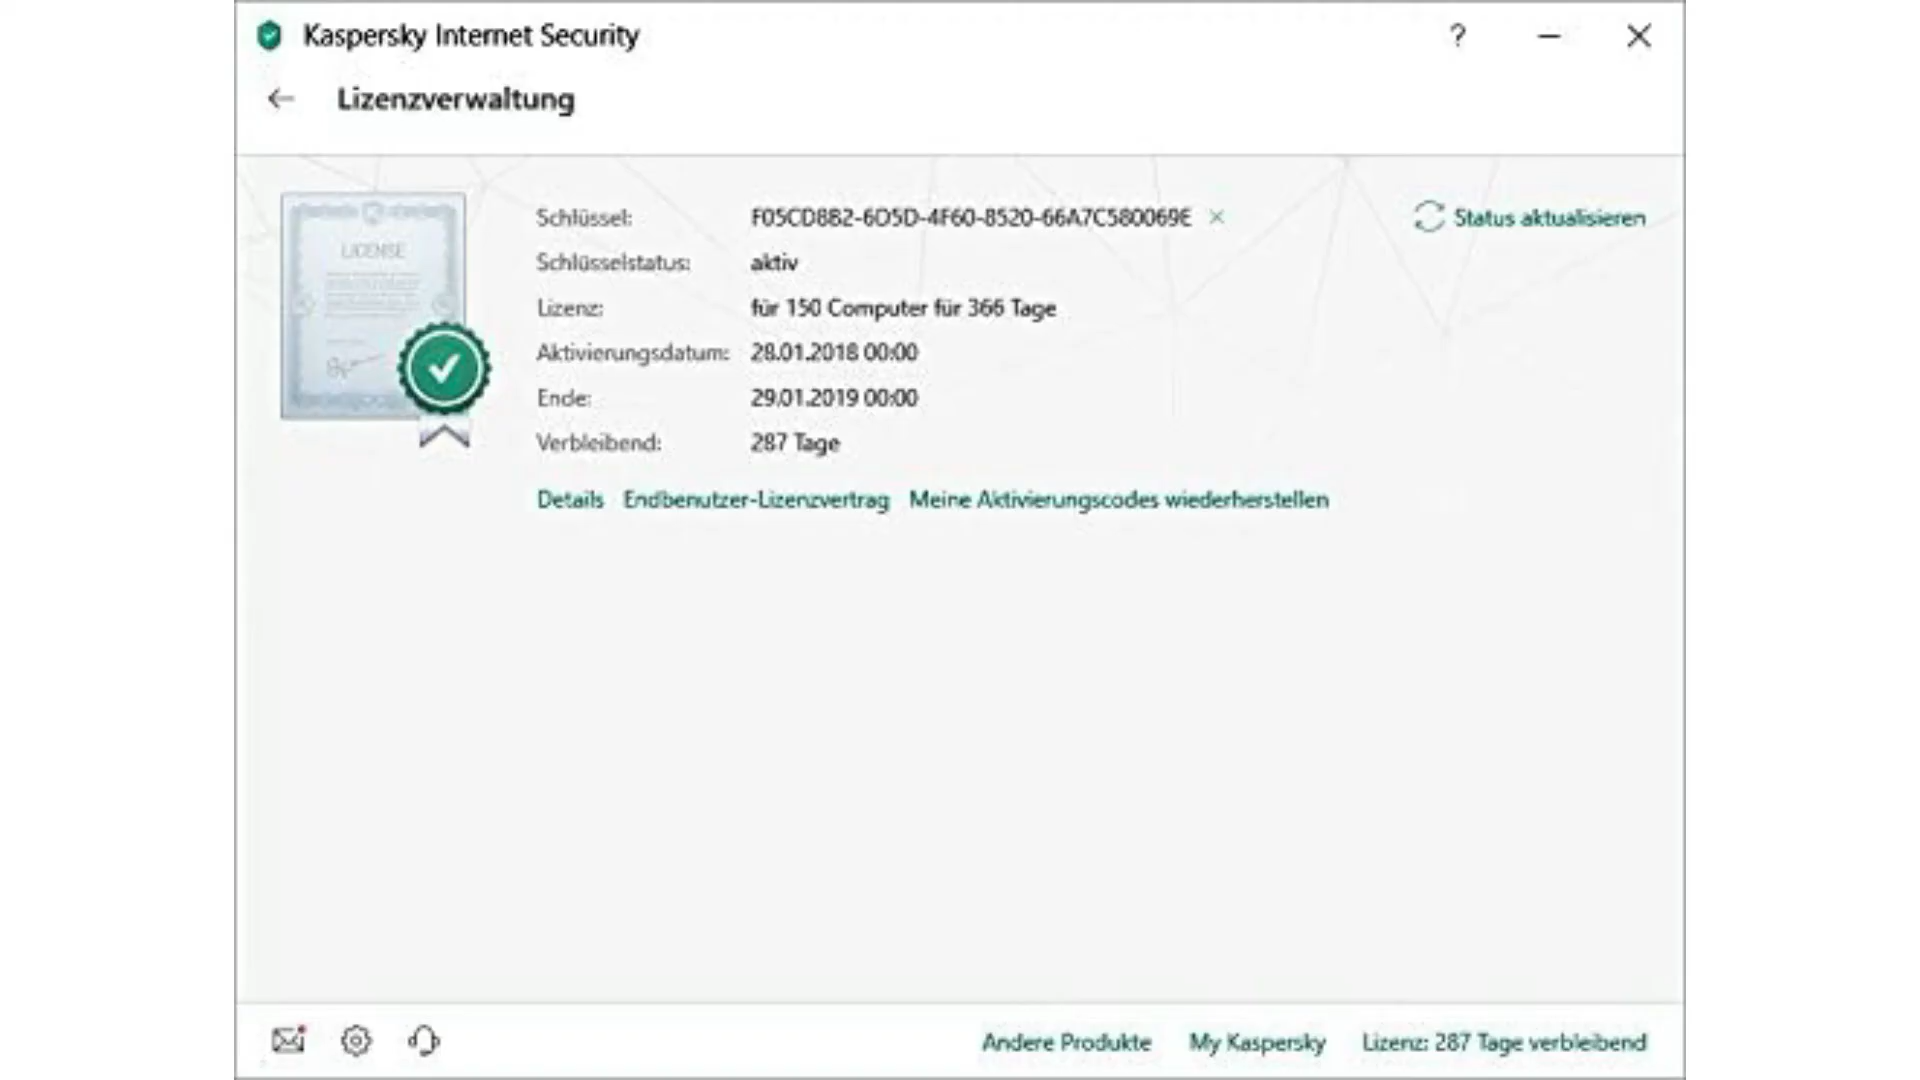 Kaspersky Internet Security
?
Lizenzverwaltung
LICENSE
Schlüssel: F05CD8B2-6D5D-4F60-8520-66A7C580069E
Status aktualisieren
Schlüsselstatus: aktiv
Lizenz: für 150 Computer für 366 Tage
Aktivierungsdatum: 28.01.2018 00:00
Ende: 29.01.2019 00:00
Verbleibend: 287 Tage
Details Endbenutzer-Lizenzvertrag Meine Aktivierungscodes wiederherstellen
Andere Produkte My Kaspersky Lizenz: 287 Tage verbleibend